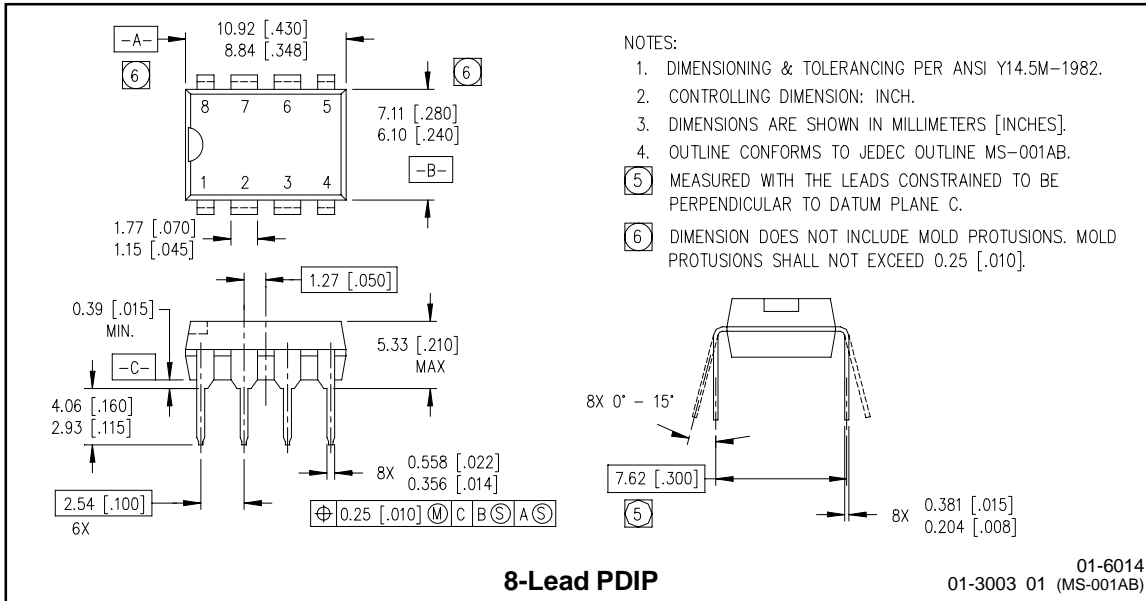 -A-
10.92 [.430]
8.84 [.348]
6
6
8 7 6 5
1 2 3 4
7.11 [.280]
6.10 [.240]
-B-
1.77 [.070]
1.15 [.045]
1.27 [.050]
0.39 [.015]
MIN.
-C-
5.33 [.210]
MAX
4.06 [.160]
2.93 [.115]
2.54 [.100]
6X
8X 0.558 [.022]
0.356 [.014]
⌖ 0.25 [.010] Ⓜ C B Ⓢ A Ⓢ
NOTES:
1. DIMENSIONING & TOLERANCING PER ANSI Y14.5M-1982.
2. CONTROLLING DIMENSION: INCH.
3. DIMENSIONS ARE SHOWN IN MILLIMETERS [INCHES].
4. OUTLINE CONFORMS TO JEDEC OUTLINE MS-001AB.
5 MEASURED WITH THE LEADS CONSTRAINED TO BE
PERPENDICULAR TO DATUM PLANE C.
6 DIMENSION DOES NOT INCLUDE MOLD PROTUSIONS. MOLD
PROTUSIONS SHALL NOT EXCEED 0.25 [.010].
8X 0° - 15°
7.62 [.300]
5
8X 0.381 [.015]
0.204 [.008]
8-Lead PDIP
01-6014
01-3003 01 (MS-001AB)